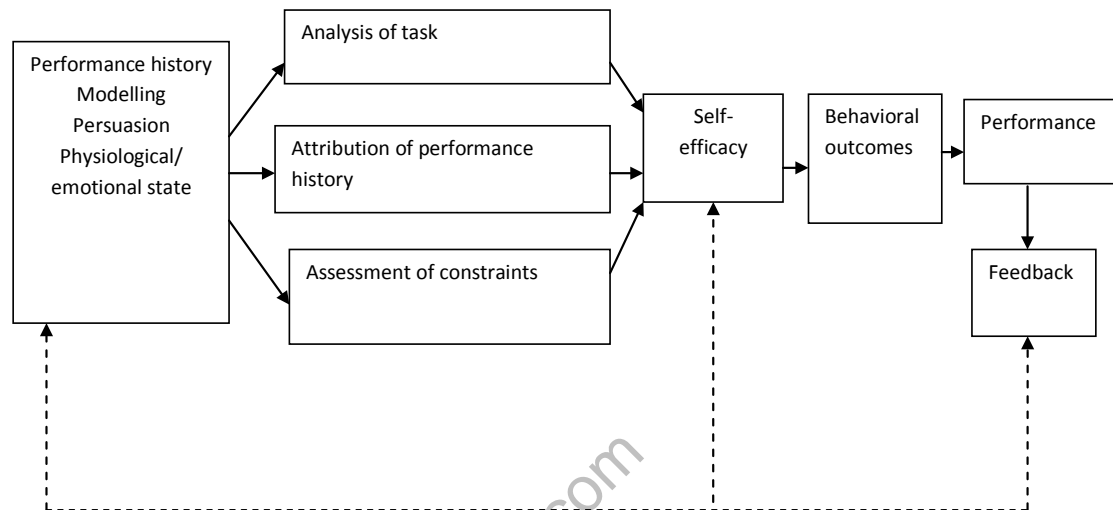 Performance history
Modelling
Persuasion
Physiological/
emotional state
Analysis of task
Attribution of performance
history
Assessment of constraints
Self-
efficacy
Behavioral
outcomes
Performance
Feedback
com